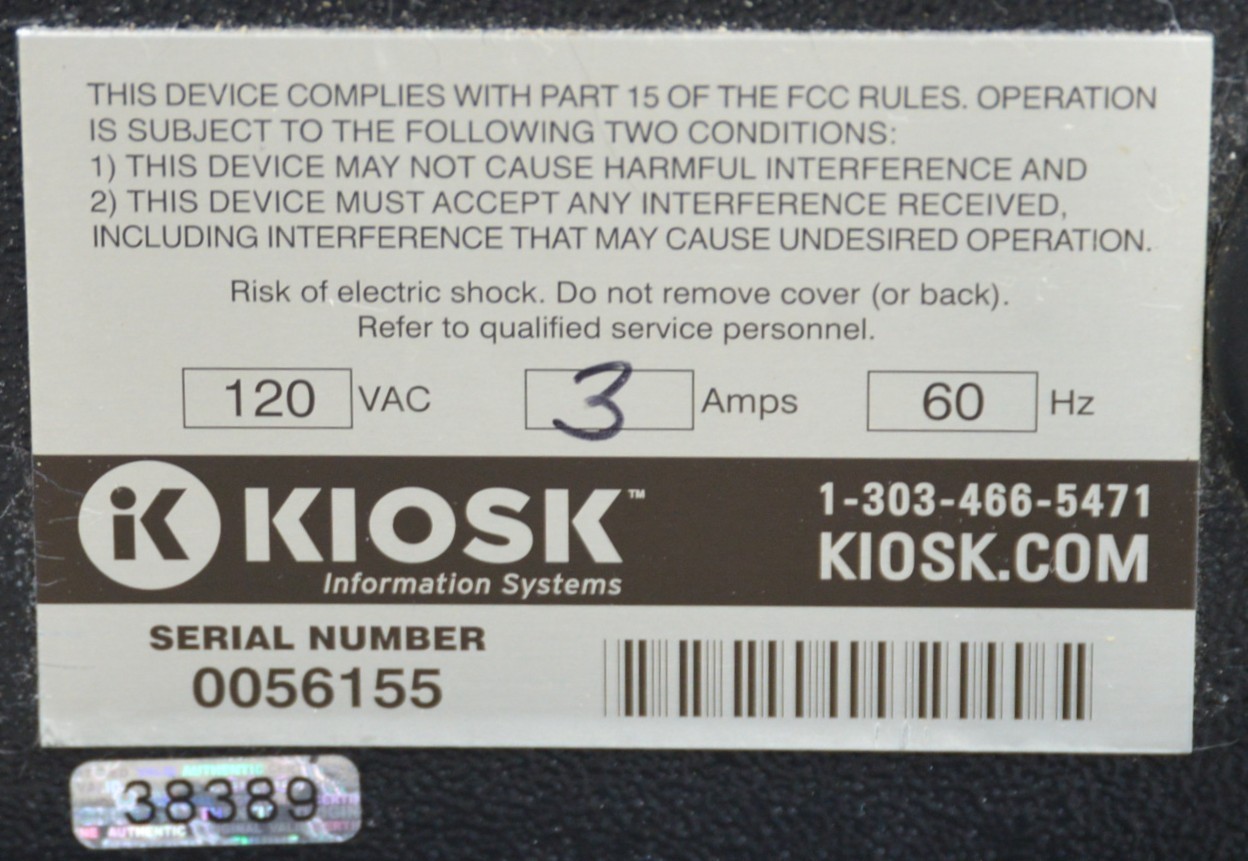 THIS DEVICE COMPLIES WITH PART 15 OF THE FCC RULES. OPERATION
IS SUBJECT TO THE FOLLOWING TWO CONDITIONS:
1) THIS DEVICE MAY NOT CAUSE HARMFUL INTERFERENCE AND
2) THIS DEVICE MUST ACCEPT ANY INTERFERENCE RECEIVED,
INCLUDING INTERFERENCE THAT MAY CAUSE UNDESIRED OPERATION.
Risk of electric shock. Do not remove cover (or back).
Refer to qualified service personnel.
120 VAC 3 Amps 60 Hz
iK KIOSK™ 1-303-466-5471
Information Systems KIOSK.COM
SERIAL NUMBER
0056155
AUTHENTIC
38389
AUTHENTIC